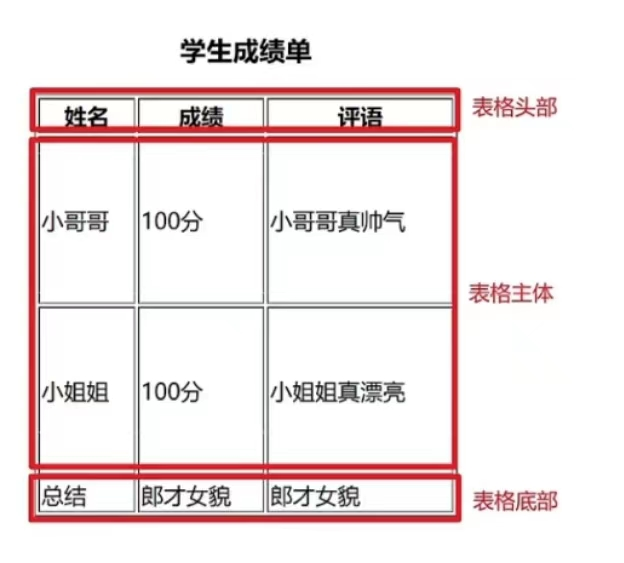 学生成绩单
姓名 成绩 评语 表格头部
小哥哥 100分 小哥哥真帅气
表格主体
小姐姐 100分 小姐姐真漂亮
总结 郎才女貌 郎才女貌 表格底部